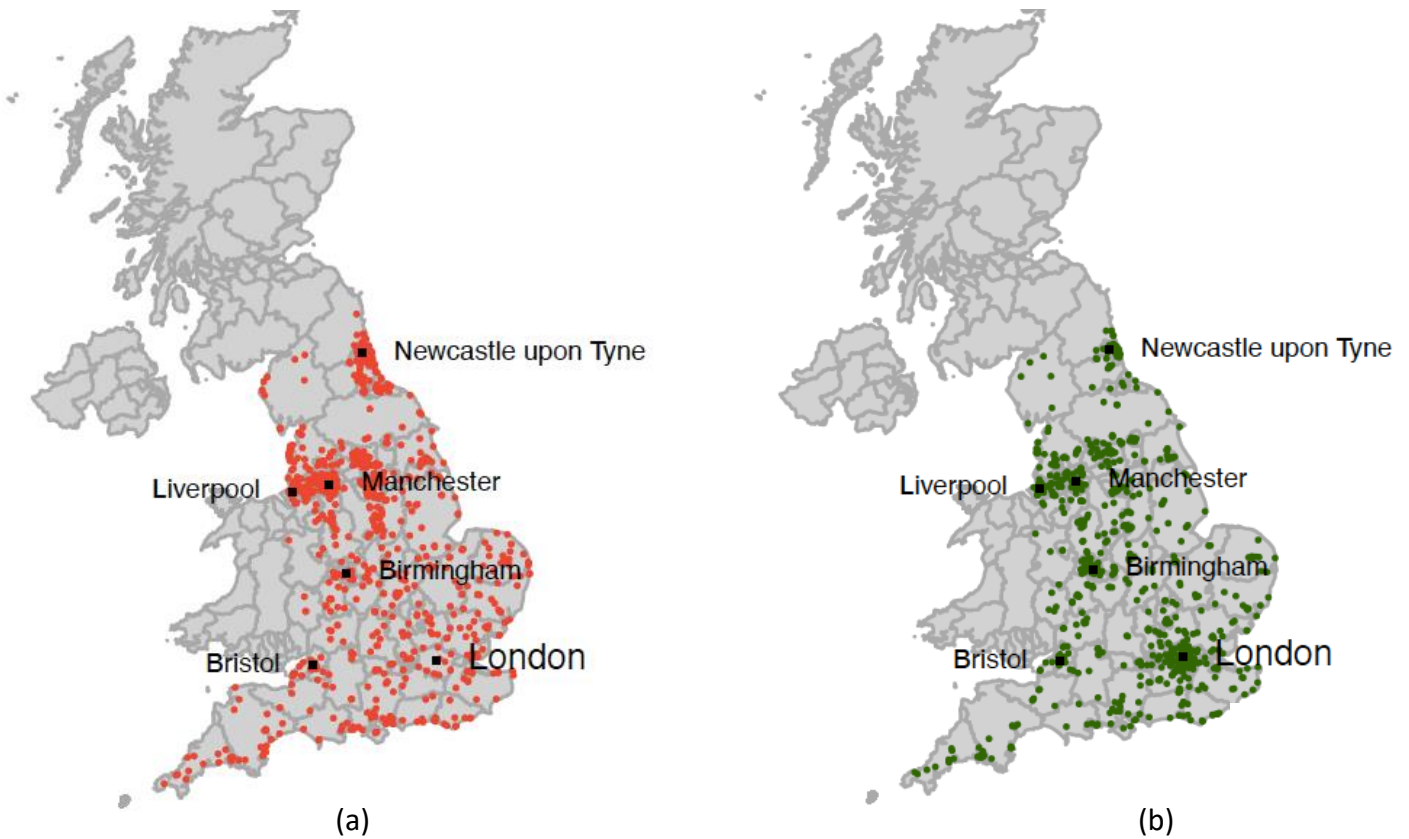 Newcastle upon Tyne
Liverpool
Manchester
Birmingham
Bristol
London
(a)
Newcastle upon Tyne
Liverpool
Manchester
Birmingham
Bristol
London
(b)